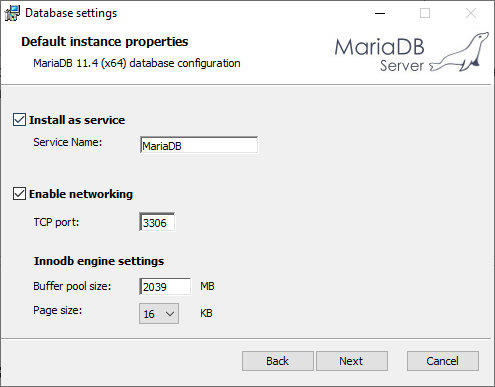 Database settings
Default instance properties
MariaDB 11.4 (x64) database configuration
MariaDB
Server
Install as service
Service Name: MariaDB
Enable networking
TCP port: 3306
Innodb engine settings
Buffer pool size: 2039 MB
Page size: 16 KB
Back Next Cancel